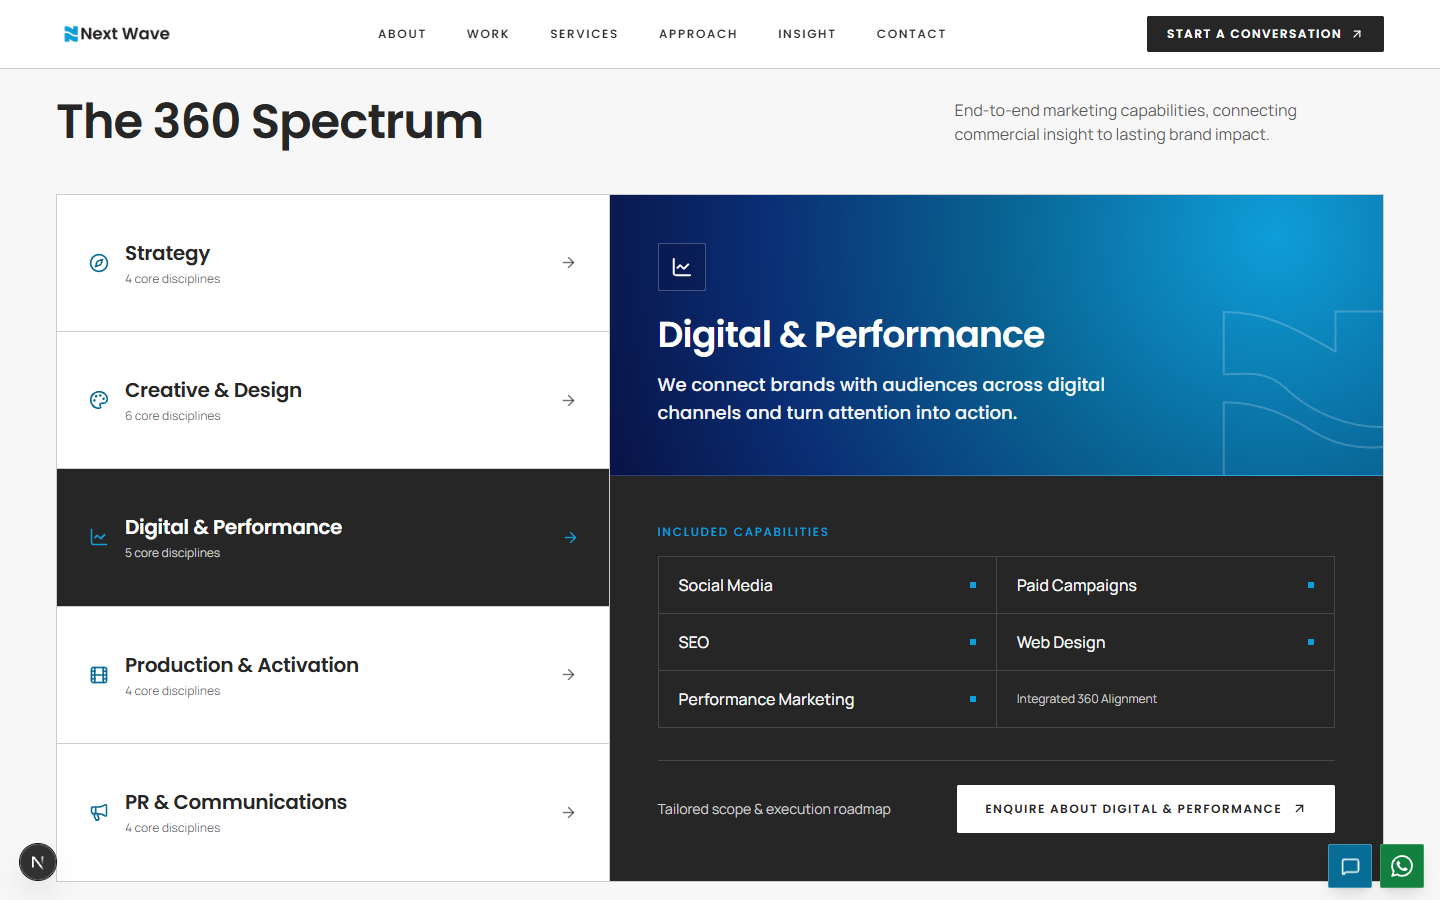 Next Wave
ABOUT
WORK
SERVICES
APPROACH
INSIGHT
CONTACT
START A CONVERSATION
The 360 Spectrum
End-to-end marketing capabilities, connecting
commercial insight to lasting brand impact.
Strategy
4 core disciplines
Creative & Design
6 core disciplines
Digital & Performance
5 core disciplines
Production & Activation
4 core disciplines
PR & Communications
4 core disciplines
Digital & Performance
We connect brands with audiences across digital
channels and turn attention into action.
INCLUDED CAPABILITIES
Social Media
Paid Campaigns
SEO
Web Design
Performance Marketing
Integrated 360 Alignment
Tailored scope & execution roadmap
ENQUIRE ABOUT DIGITAL & PERFORMANCE